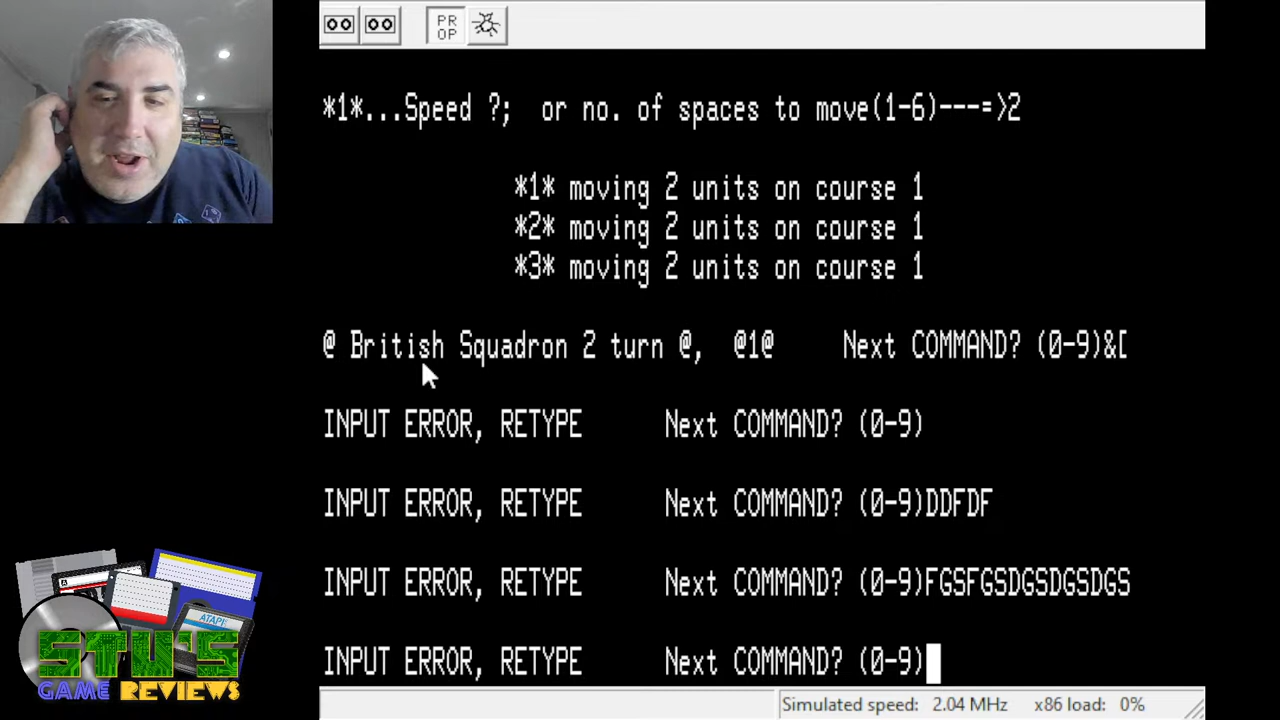 PR
OP
*1*...Speed ?;  or no. of spaces to move(1-6)---=>2
*1* moving 2 units on course 1
*2* moving 2 units on course 1
*3* moving 2 units on course 1
@ British Squadron 2 turn @,  @1@     Next COMMAND? (0-9)&[
INPUT ERROR, RETYPE      Next COMMAND? (0-9)
INPUT ERROR, RETYPE      Next COMMAND? (0-9)DDFDF
INPUT ERROR, RETYPE      Next COMMAND? (0-9)FGSFGSDGSDGSDGS
INPUT ERROR, RETYPE      Next COMMAND? (0-9)
ATARI
STU'S
GAME REVIEWS
Simulated speed:  2.04 MHz  x86 load:  0%